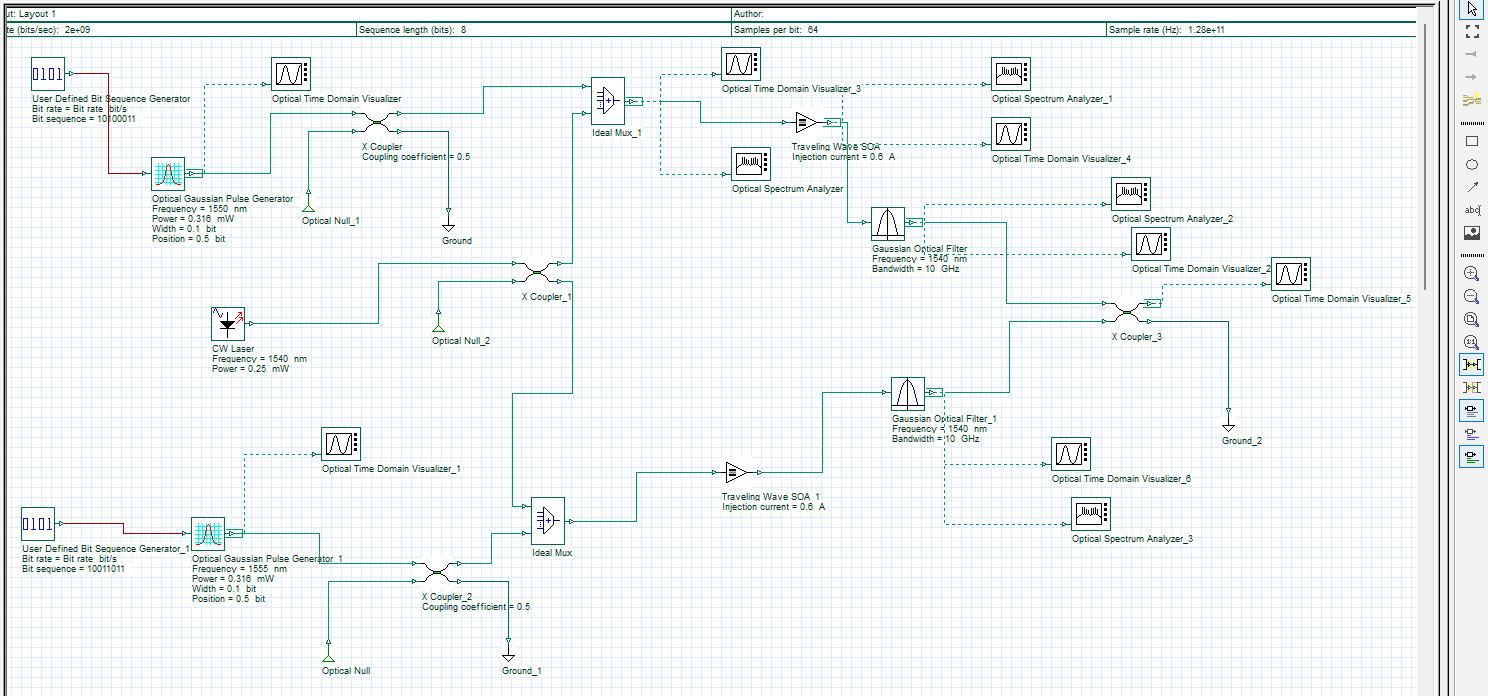 ut: Layout 1
Author:
te (bits/sec): 2e+09
Sequence length (bits): 8
Samples per bit: 64
Sample rate (Hz): 1.28e+11
0101
User Defined Bit Sequence Generator
Bit rate = Bit rate bit/s
Bit sequence = 10100011
Optical Time Domain Visualizer
X Coupler
Coupling coefficient = 0.5
Optical Gaussian Pulse Generator
Frequency = 1550 nm
Power = 0.316 mW
Width = 0.1 bit
Position = 0.5 bit
Optical Null_1
Ground
Ideal Mux_1
Optical Time Domain Visualizer_3
Optical Spectrum Analyzer
Traveling Wave SOA
Injection current = 0.6 A
Optical Spectrum Analyzer_1
Optical Time Domain Visualizer_4
Optical Spectrum Analyzer_2
Gaussian Optical Filter
Frequency = 1540 nm
Bandwidth = 10 GHz
Optical Time Domain Visualizer_2
Optical Time Domain Visualizer_5
X Coupler_1
X Coupler_3
CW Laser
Frequency = 1540 nm
Power = 0.25 mW
Optical Null_2
Gaussian Optical Filter_1
Frequency = 1540 nm
Bandwidth = 10 GHz
Ground_2
Optical Time Domain Visualizer_1
Optical Time Domain Visualizer_6
Traveling Wave SOA_1
Injection current = 0.6 A
Optical Spectrum Analyzer_3
0101
User Defined Bit Sequence Generator_1
Bit rate = Bit rate bit/s
Bit sequence = 10011011
Optical Gaussian Pulse Generator_1
Frequency = 1555 nm
Power = 0.316 mW
Width = 0.1 bit
Position = 0.5 bit
Ideal Mux
X Coupler_2
Coupling coefficient = 0.5
Optical Null
Ground_1
abc
1:1